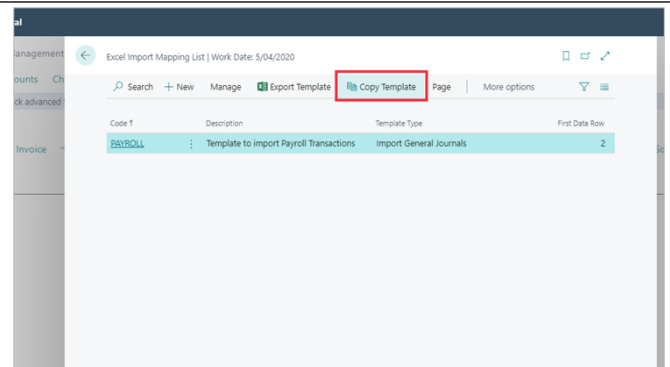 al
Management
Excel Import Mapping List | Work Date: 5/04/2020
ounts Ch
Search + New Manage Export Template Copy Template Page More options
ck advanced
Code ↑ Description Template Type First Data Row
Invoice PAYROLL Template to import Payroll Transactions Import General Journals 2